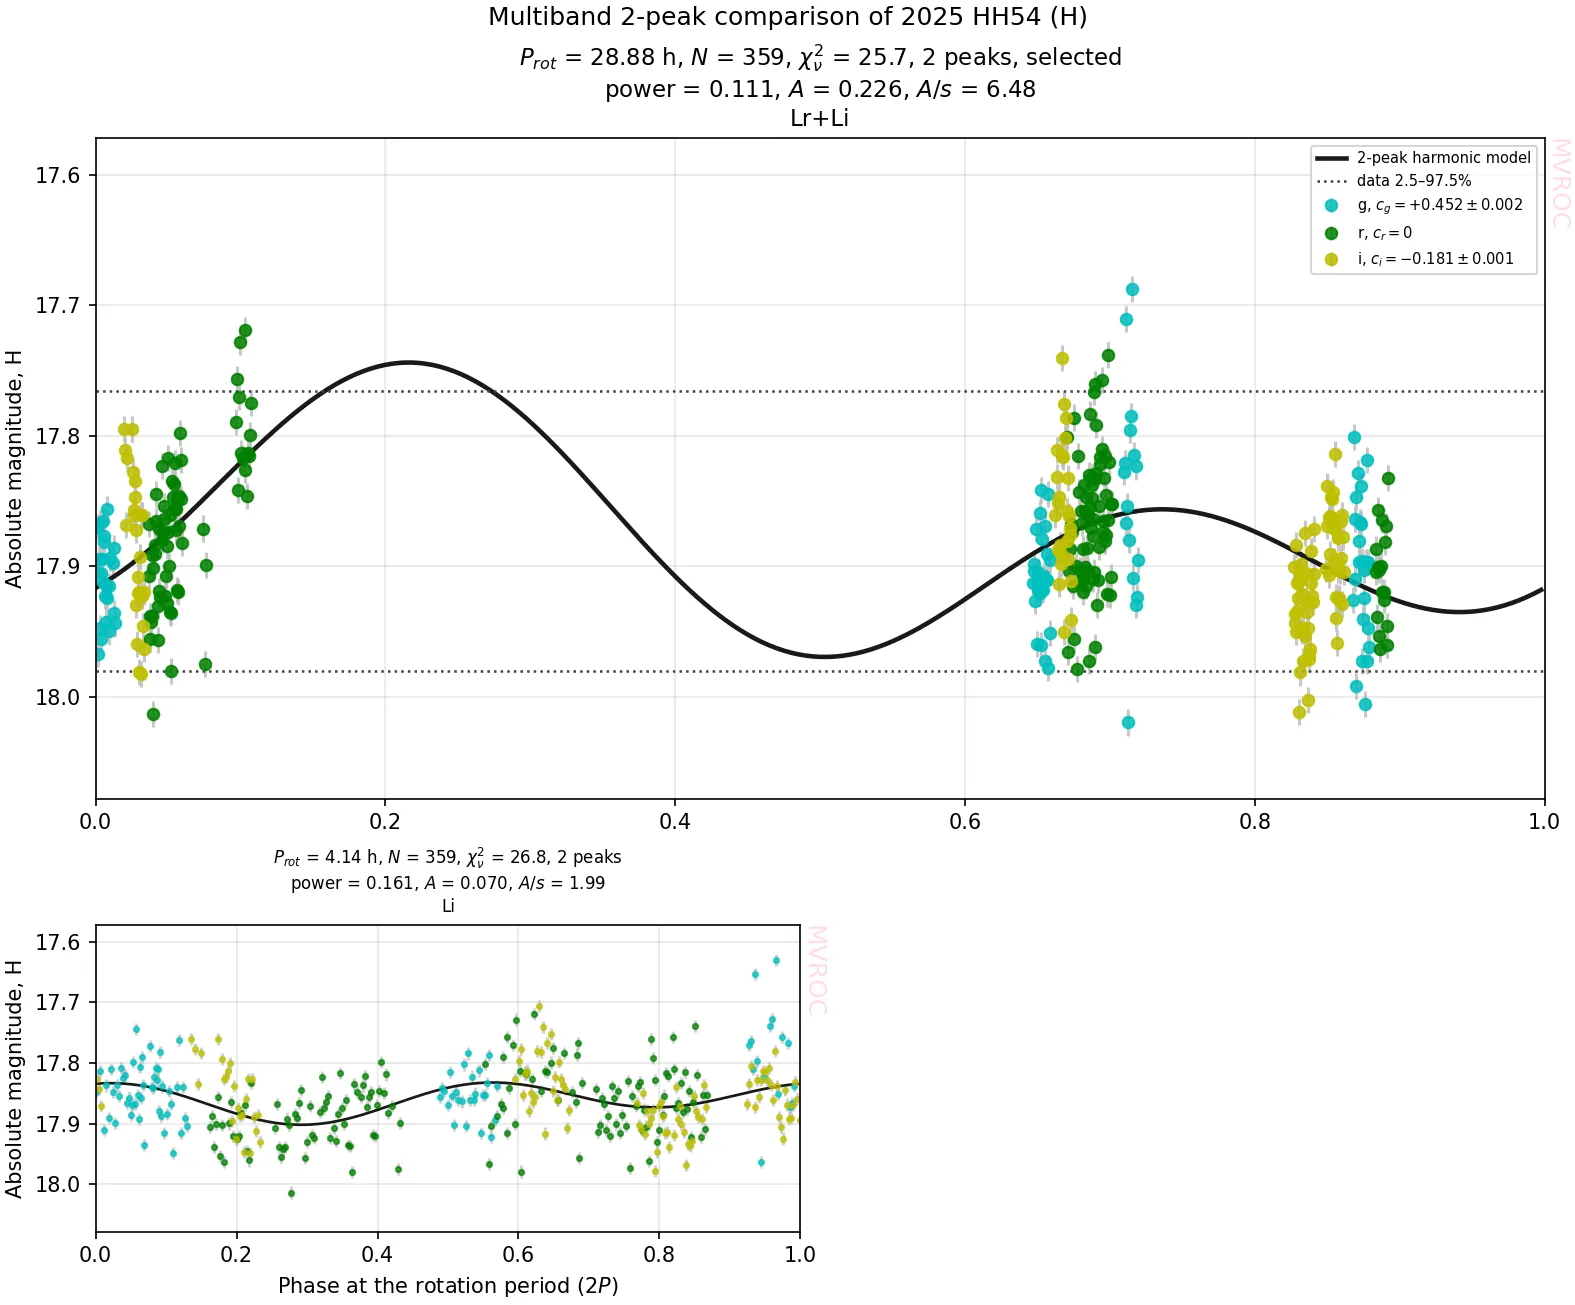 Multiband 2-peak comparison of 2025 HH54 (H)
P_rot = 28.88 h, N = 359, χ²_ν = 25.7, 2 peaks, selected
power = 0.111, A = 0.226, A/s = 6.48
Lr+Li
2-peak harmonic model
data 2.5–97.5%
g, c_g = +0.452 ± 0.002
r, c_r = 0
i, c_i = −0.181 ± 0.001
MVROC
Absolute magnitude, H
17.6
17.7
17.8
17.9
18.0
0.0 0.2 0.4 0.6 0.8 1.0
P_rot = 4.14 h, N = 359, χ²_ν = 26.8, 2 peaks
power = 0.161, A = 0.070, A/s = 1.99
Li
MVROC
Absolute magnitude, H
17.6
17.7
17.8
17.9
18.0
0.0 0.2 0.4 0.6 0.8 1.0
Phase at the rotation period (2P)